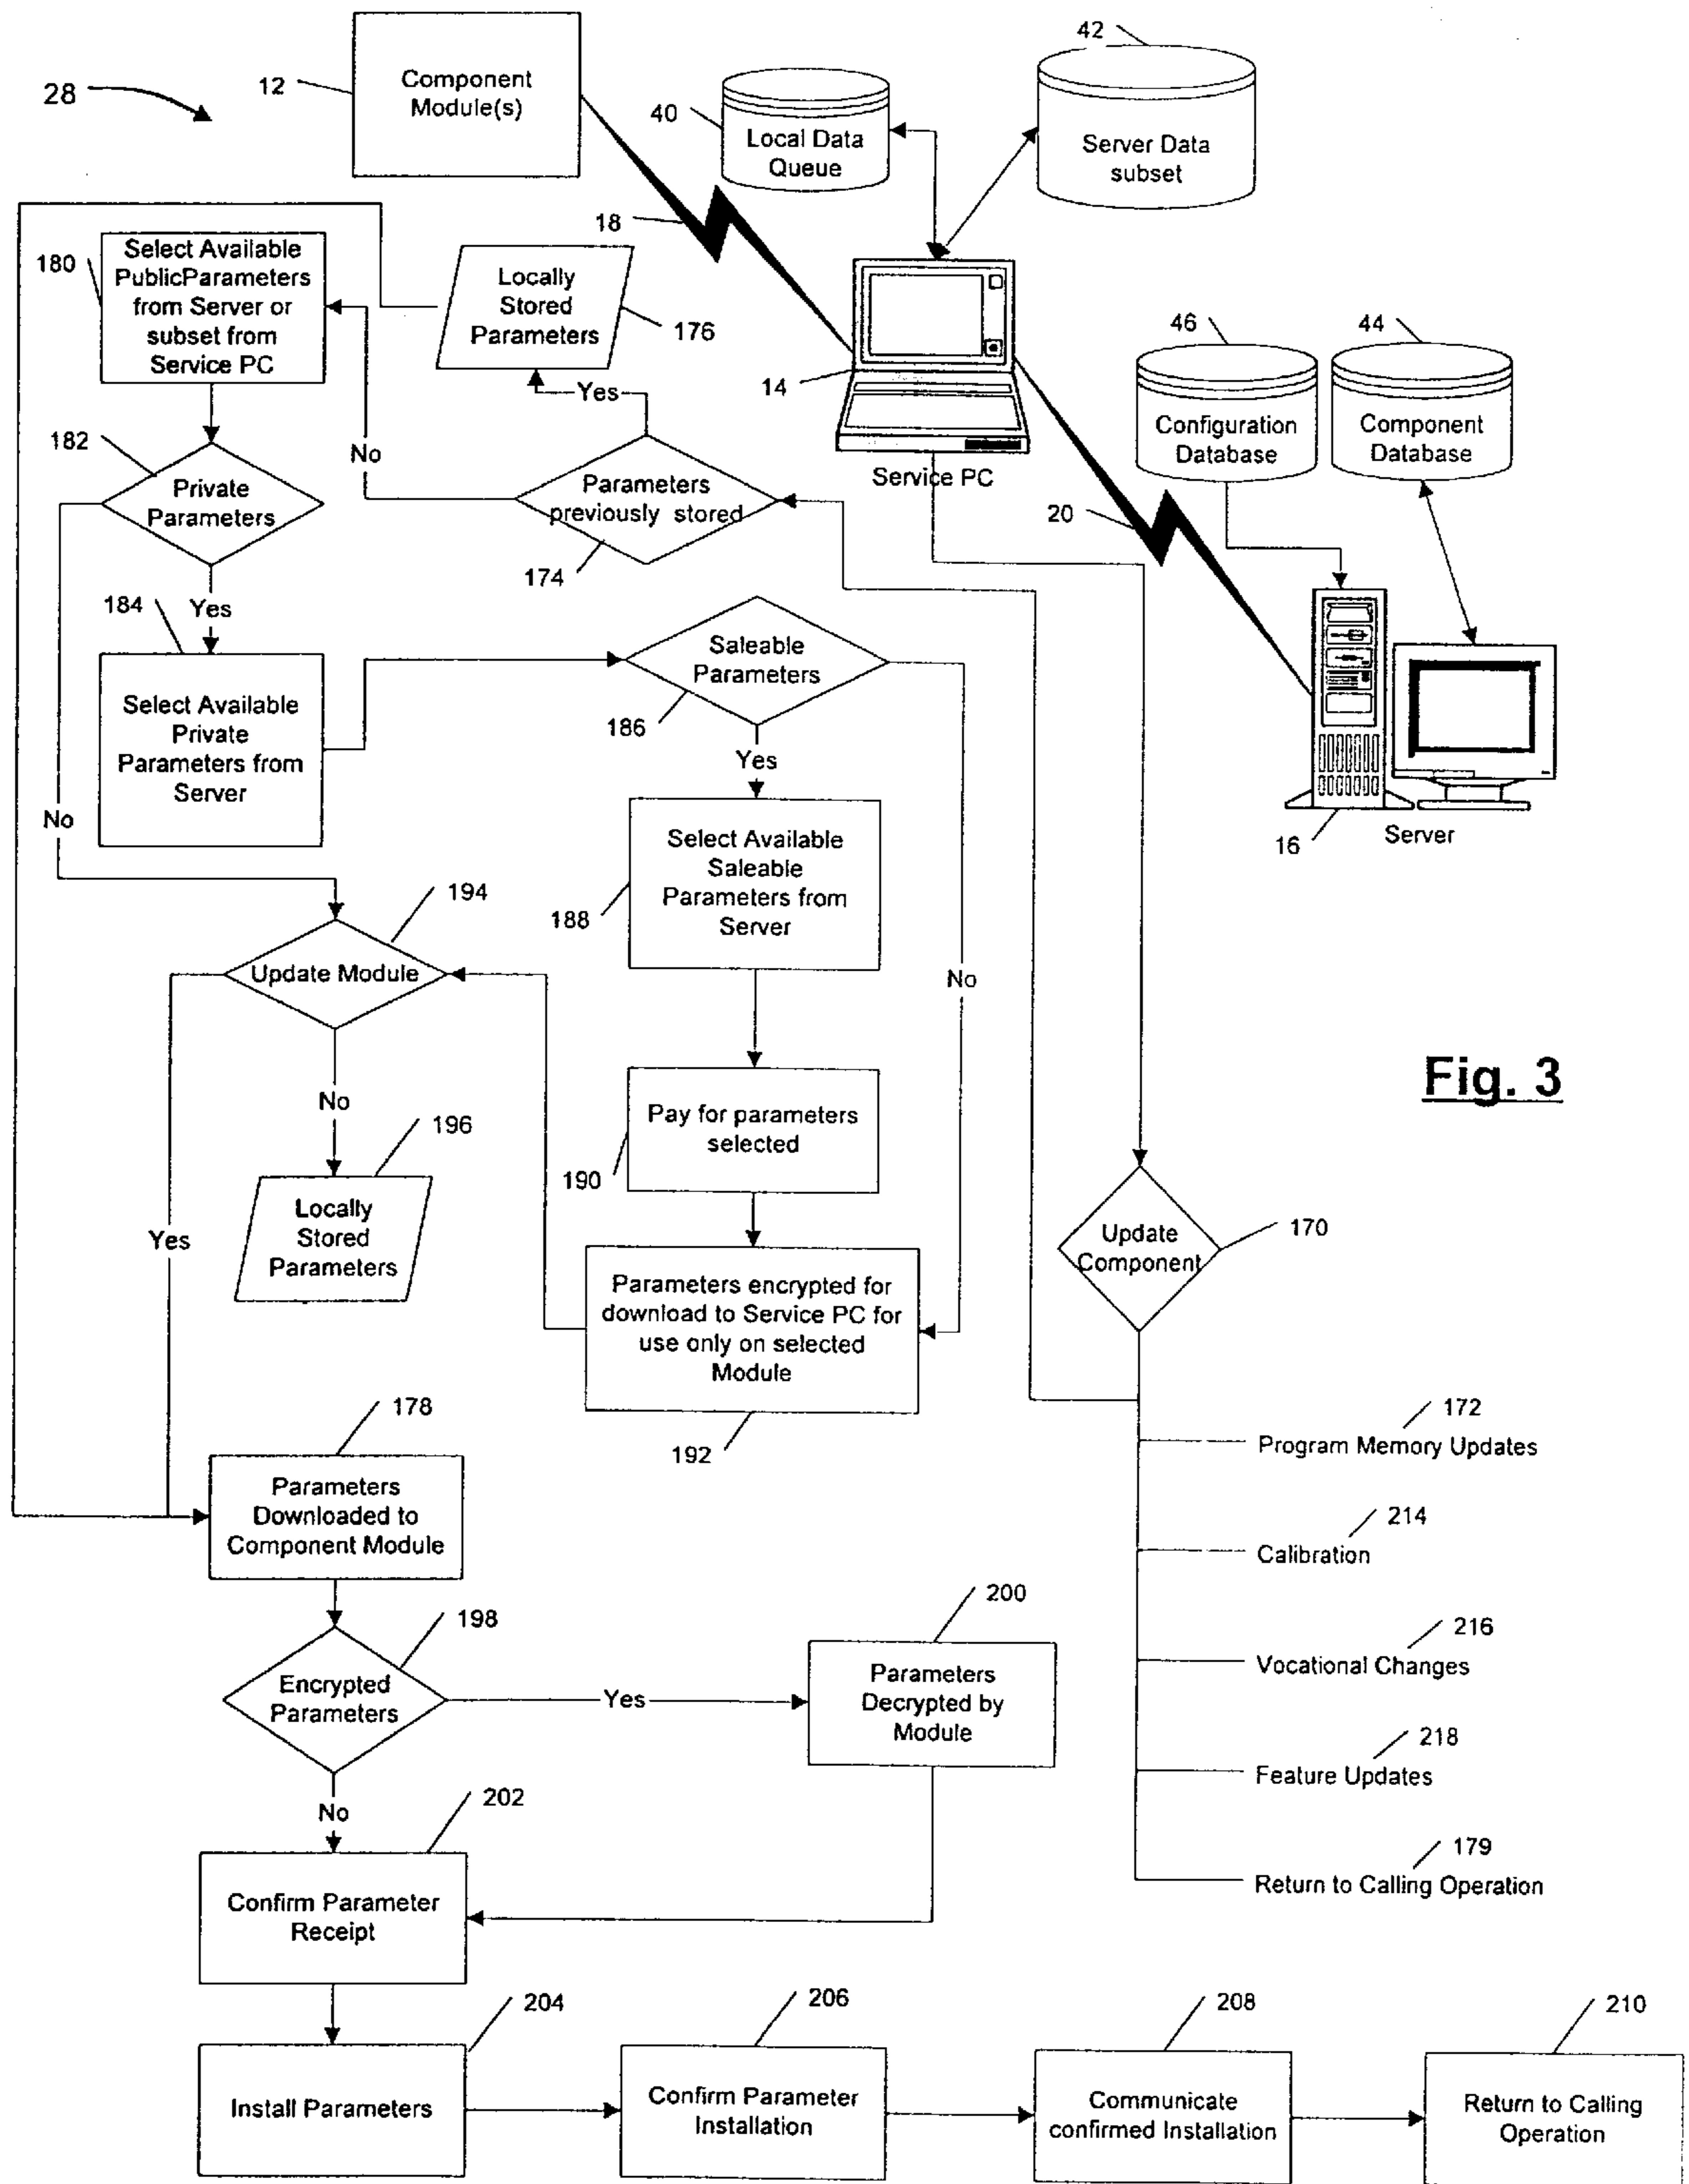 28
12
Component
Module(s)
40
Local Data
Queue
42
Server Data
subset
18
180
Select Available
PublicParameters
from Server or
subset from
Service PC
Locally
Stored
Parameters
176
14
Service PC
46
Configuration
Database
44
Component
Database
20
16
Server
182
Private
Parameters
No
Yes
Parameters
previously stored
174
184
Yes
Select Available
Private
Parameters from
Server
No
Saleable
Parameters
186
Yes
188
Select Available
Saleable
Parameters from
Server
No
194
Update Module
No
Yes
196
Locally
Stored
Parameters
190
Pay for parameters
selected
Parameters encrypted for
download to Service PC for
use only on selected
Module
192
Fig. 3
Update
Component
170
172
Program Memory Updates
214
Calibration
216
Vocational Changes
218
Feature Updates
179
Return to Calling Operation
178
Parameters
Downloaded to
Component Module
198
Encrypted
Parameters
Yes
200
Parameters
Decrypted by
Module
No
202
Confirm Parameter
Receipt
204
Install Parameters
206
Confirm Parameter
Installation
208
Communicate
confirmed Installation
210
Return to Calling
Operation